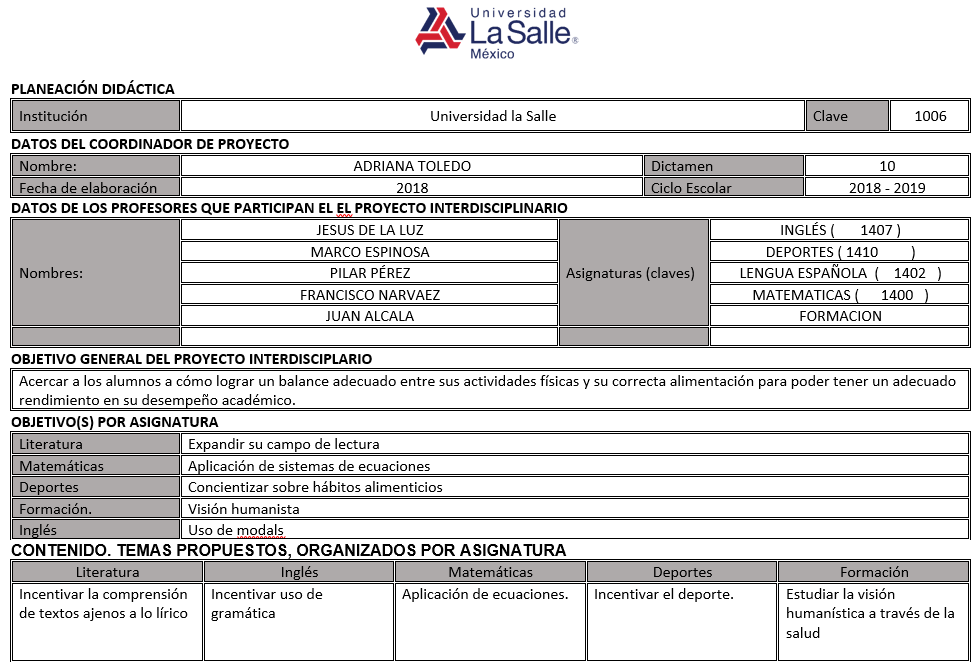 Universidad
La Salle®
México
PLANEACIÓN DIDÁCTICA
Institución Universidad la Salle Clave 1006
DATOS DEL COORDINADOR DE PROYECTO
Nombre: ADRIANA TOLEDO Dictamen 10
Fecha de elaboración 2018 Ciclo Escolar 2018 - 2019
DATOS DE LOS PROFESORES QUE PARTICIPAN EL EL PROYECTO INTERDISCIPLINARIO
JESUS DE LA LUZ INGLÉS ( 1407 )
MARCO ESPINOSA DEPORTES ( 1410 )
Nombres: PILAR PÉREZ Asignaturas (claves) LENGUA ESPAÑOLA ( 1402 )
FRANCISCO NARVAEZ MATEMATICAS ( 1400 )
JUAN ALCALA FORMACION
OBJETIVO GENERAL DEL PROYECTO INTERDISCIPLARIO
Acercar a los alumnos a cómo lograr un balance adecuado entre sus actividades físicas y su correcta alimentación para poder tener un adecuado
rendimiento en su desempeño académico.
OBJETIVO(S) POR ASIGNATURA
Literatura Expandir su campo de lectura
Matemáticas Aplicación de sistemas de ecuaciones
Deportes Concientizar sobre hábitos alimenticios
Formación. Visión humanista
Inglés Uso de modals
CONTENIDO. TEMAS PROPUESTOS, ORGANIZADOS POR ASIGNATURA
Literatura Inglés Matemáticas Deportes Formación
Incentivar la comprensión Incentivar uso de Aplicación de ecuaciones. Incentivar el deporte. Estudiar la visión
de textos ajenos a lo lírico gramática humanística a través de la
salud